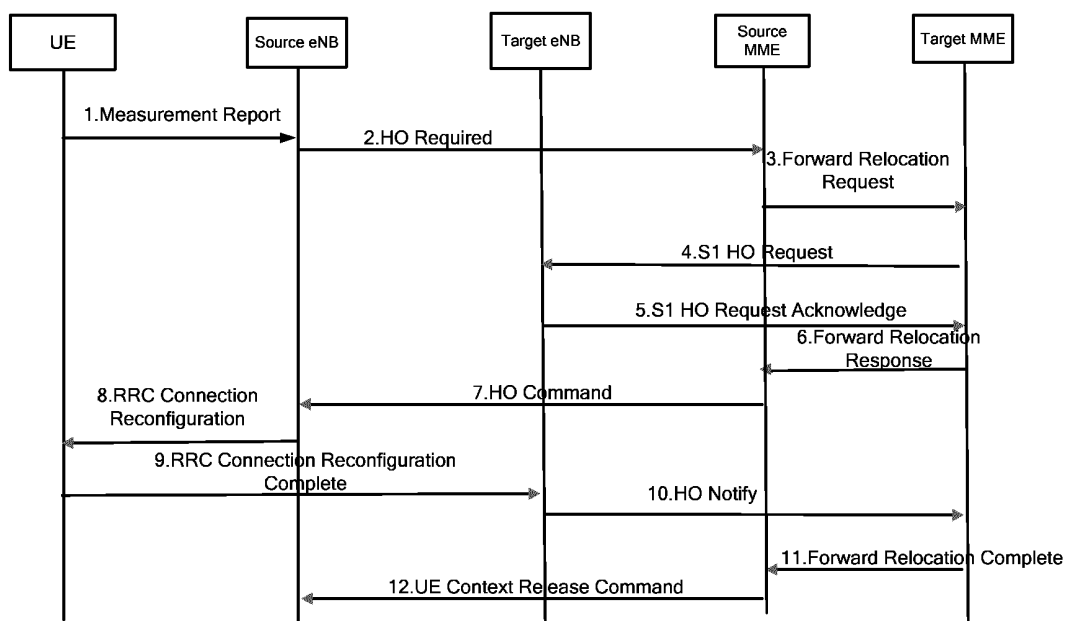 UE
Source eNB
Target eNB
Source
MME
Target MME
1.Measurement Report
2.HO Required
3.Forward Relocation
Request
4.S1 HO Request
5.S1 HO Request Acknowledge
6.Forward Relocation
Response
7.HO Command
8.RRC Connection
Reconfiguration
9.RRC Connection Reconfiguration
Complete
10.HO Notify
11.Forward Relocation Complete
12.UE Context Release Command